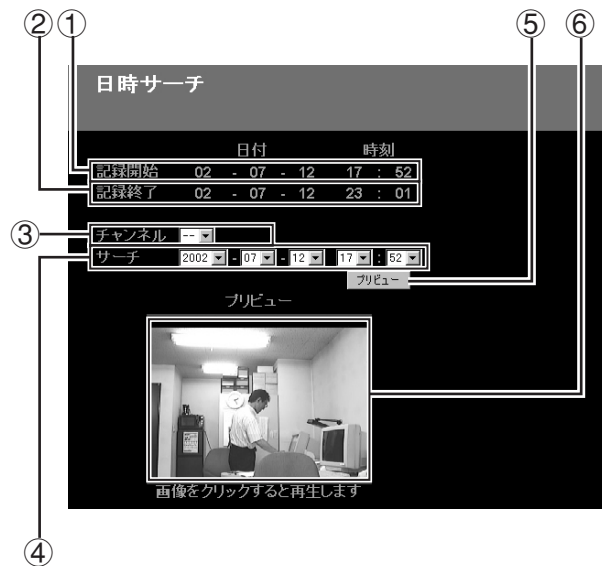 ② ① ⑤ ⑥
日時サーチ
日付 時刻
記録開始 02 - 07 - 12 17 : 52
記録終了 02 - 07 - 12 23 : 01
③
チャンネル --
サーチ 2002 - 07 - 12 17 : 52
プリビュー
プリビュー
画像をクリックすると再生します
④